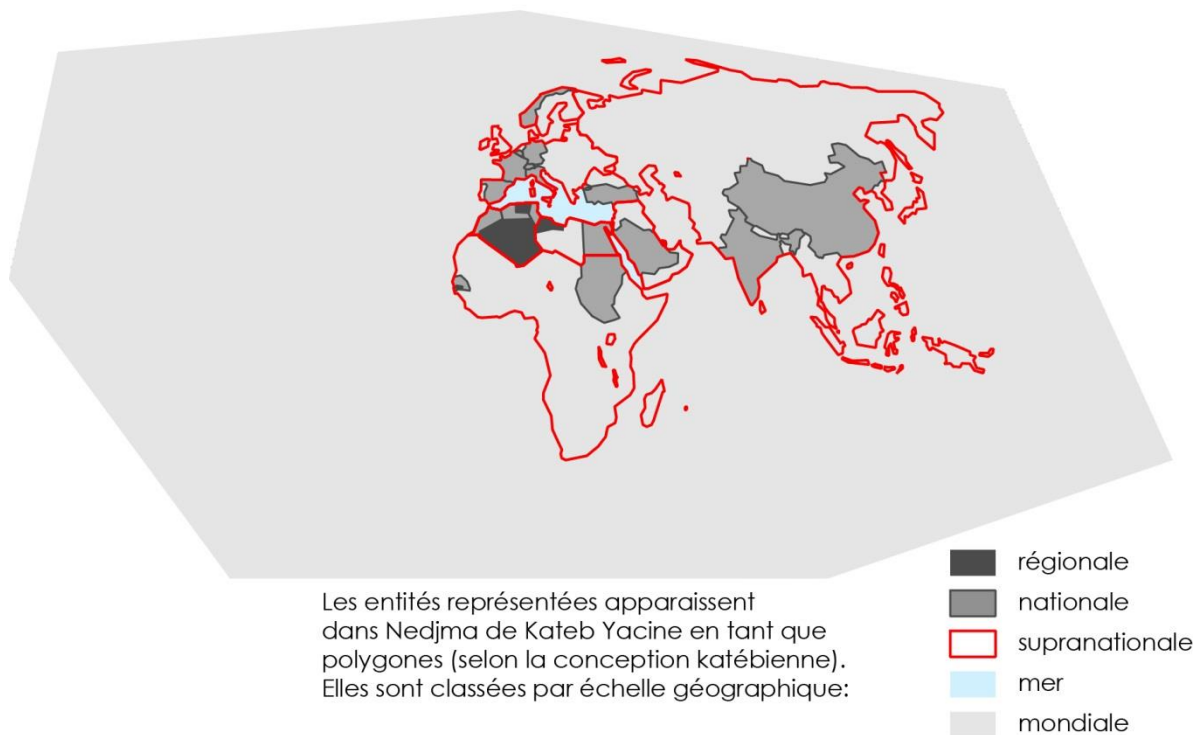 Les entités représentées apparaissent
dans Nedjma de Kateb Yacine en tant que
polygones (selon la conception katébienne).
Elles sont classées par échelle géographique:
régionale
nationale
supranationale
mer
mondiale